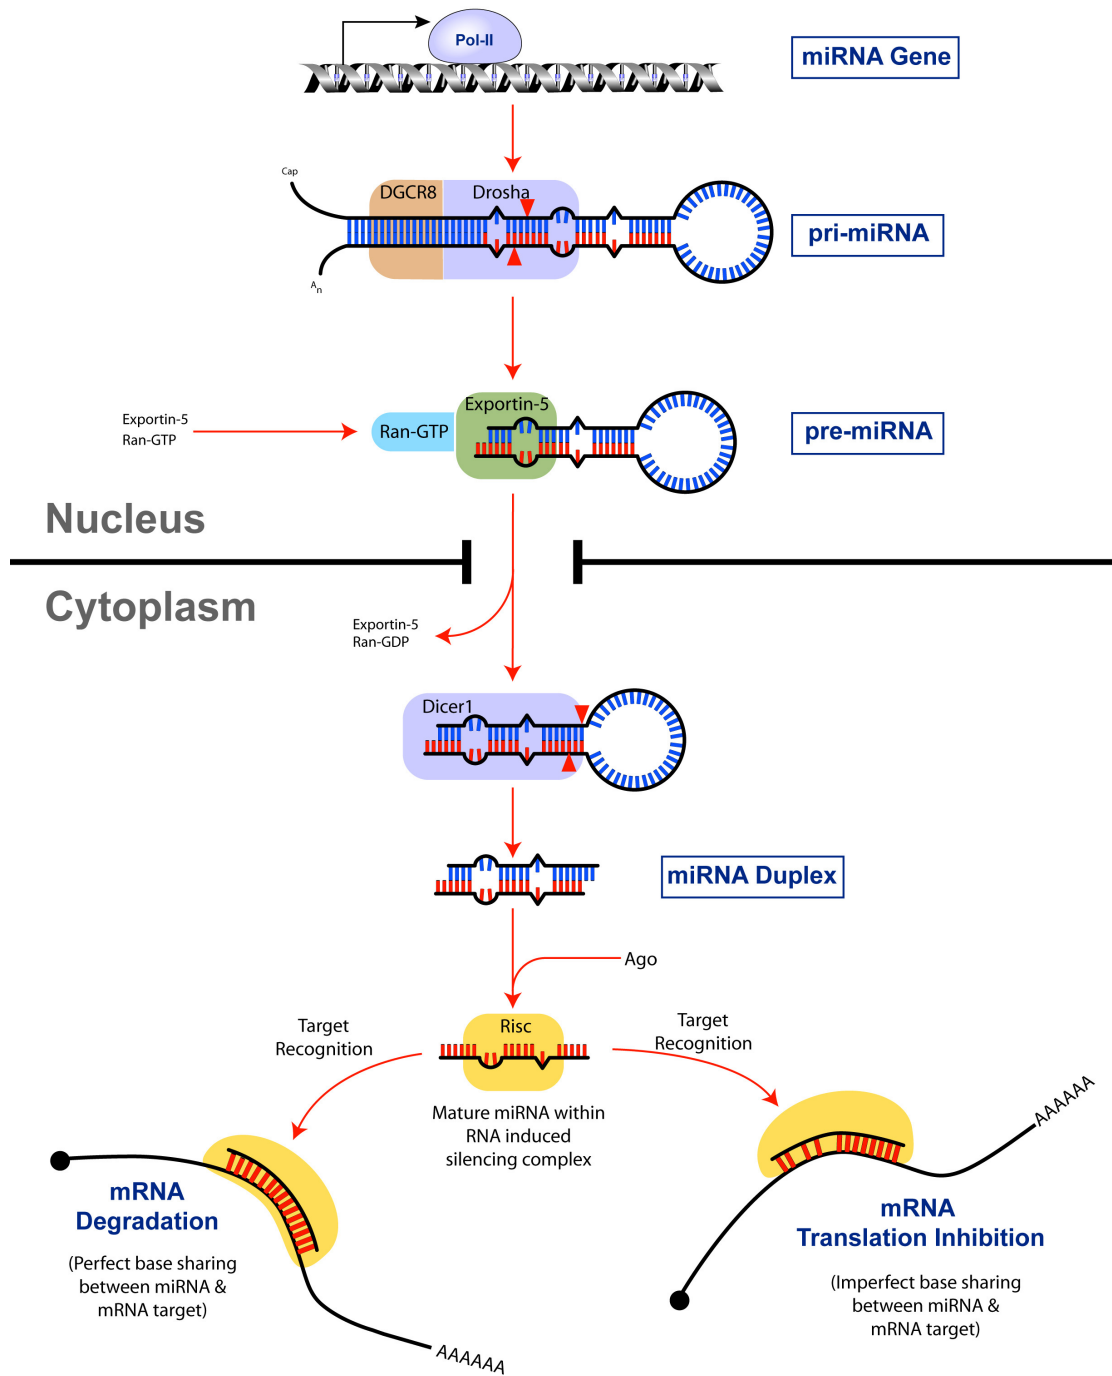 Pol-II
miRNA Gene
Cap
DGCR8
Drosha
pri-miRNA
An
Exportin-5
Ran-GTP
Ran-GTP
Exportin-5
pre-miRNA
Nucleus
Cytoplasm
Exportin-5
Ran-GDP
Dicer1
miRNA Duplex
Ago
Risc
Target
Recognition
Target
Recognition
Mature miRNA within
RNA induced
silencing complex
AAAAAA
mRNA
Degradation
(Perfect base sharing
between miRNA &
mRNA target)
AAAAAA
mRNA
Translation Inhibition
(Imperfect base sharing
between miRNA &
mRNA target)